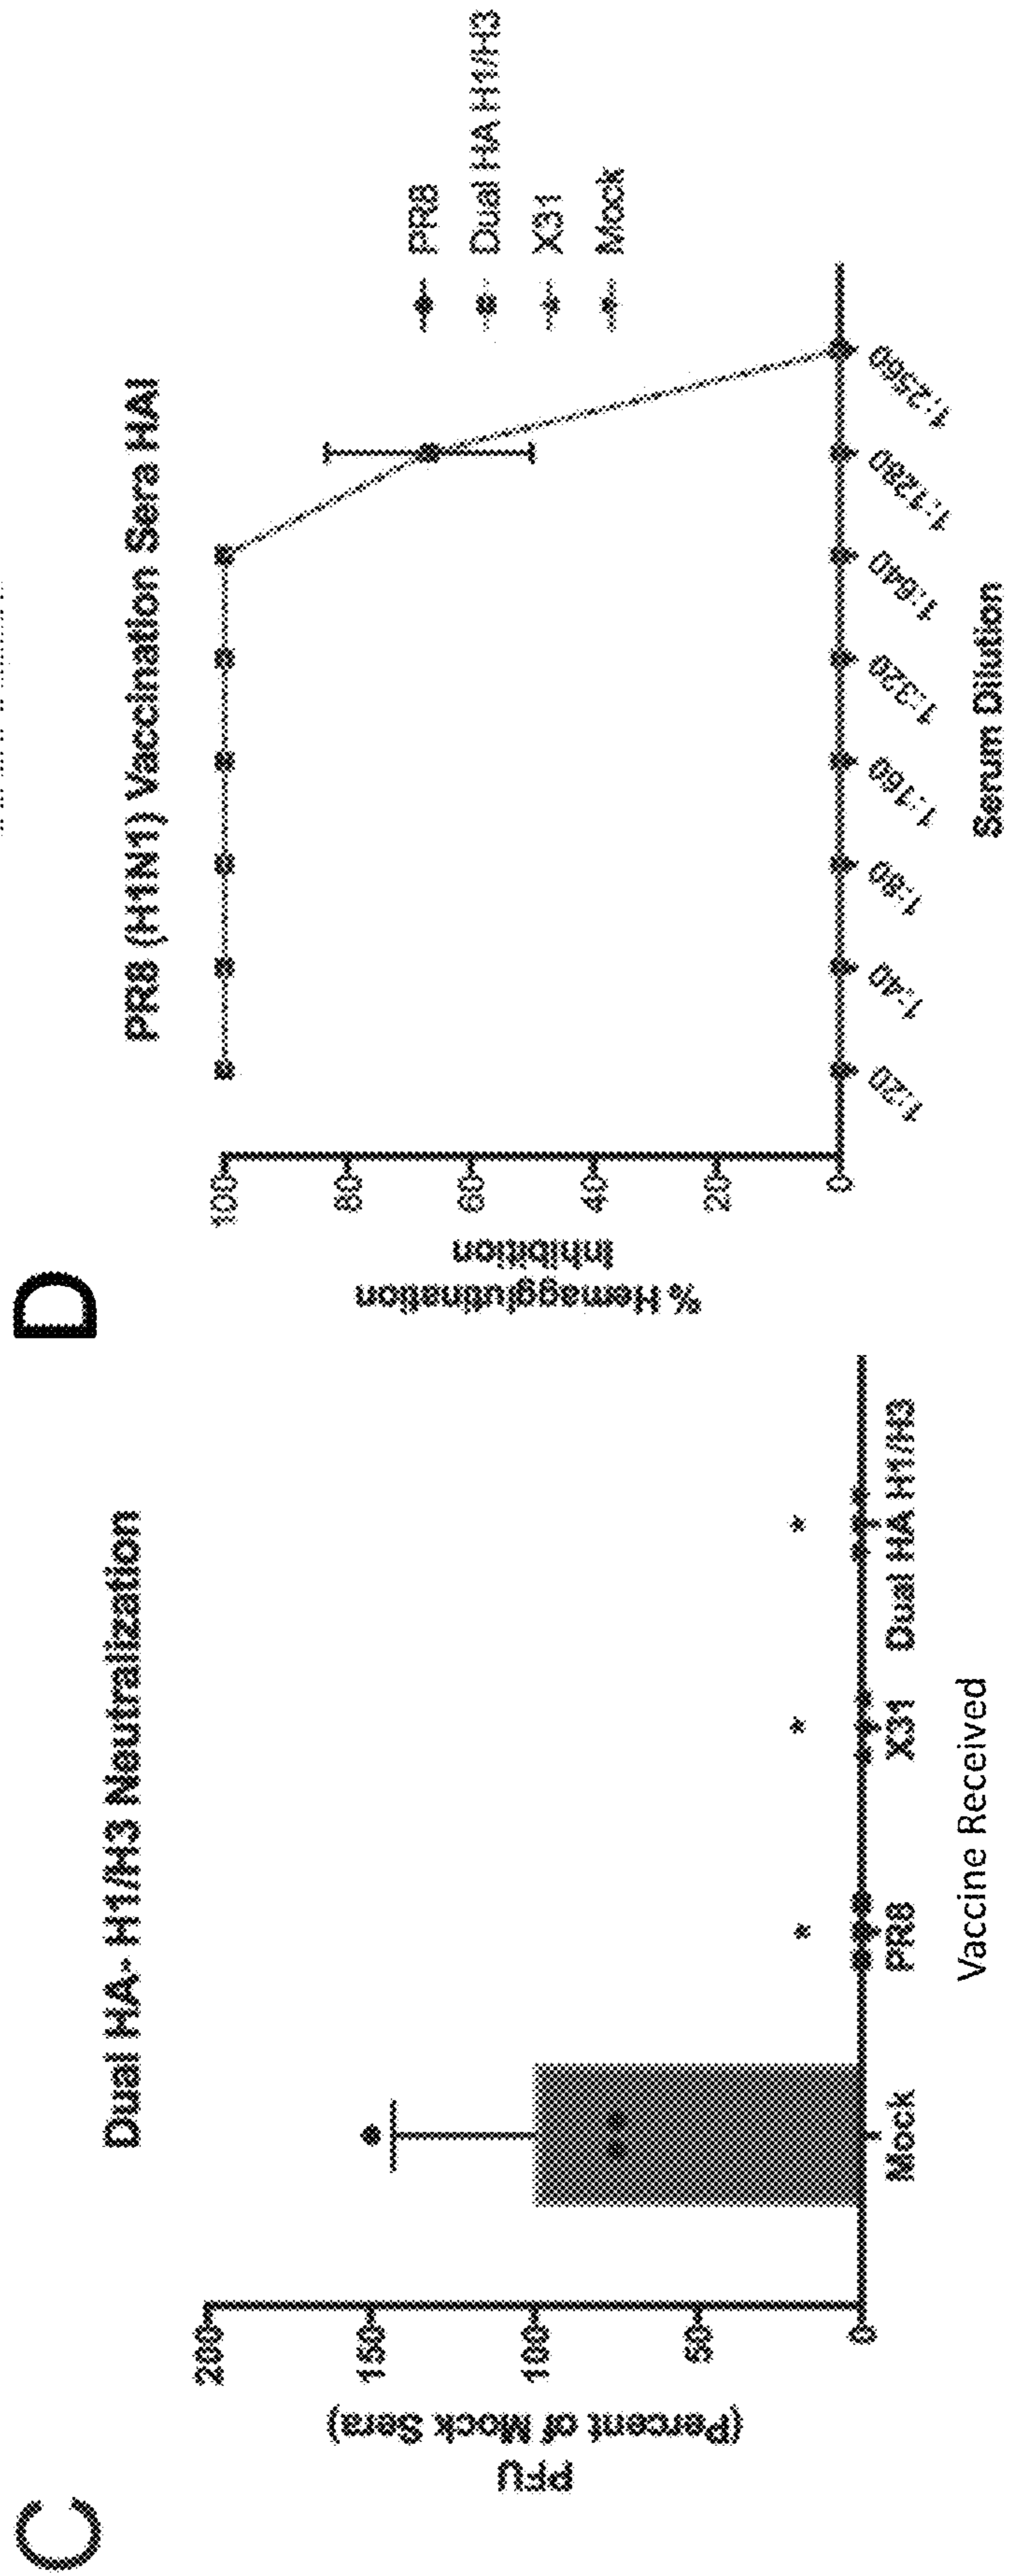 C
Dual HA- H1/H3 Neutralization
PFU
(Percent of Mock Sera)
200
150
100
50
0
*
*
*
Mock
PR8
X31
Dual HA H1/H3
Vaccine Received
D
PR8 (H1N1) Vaccination Sera HAI
% Hemagglutination
Inhibition
100
80
60
40
20
0
1:20
1:40
1:80
1:160
1:320
1:640
1:1280
1:2560
Serum Dilution
PR8
Dual HA H1/H3
X31
Mock